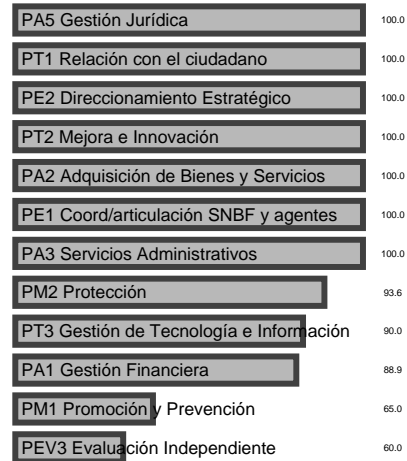 PA5 Gestión Jurídica 100.0
PT1 Relación con el ciudadano 100.0
PE2 Direccionamiento Estratégico 100.0
PT2 Mejora e Innovación 100.0
PA2 Adquisición de Bienes y Servicios 100.0
PE1 Coord/articulación SNBF y agentes 100.0
PA3 Servicios Administrativos 100.0
PM2 Protección 93.6
PT3 Gestión de Tecnología e Información 90.0
PA1 Gestión Financiera 88.9
PM1 Promoción y Prevención 65.0
PEV3 Evaluación Independiente 60.0